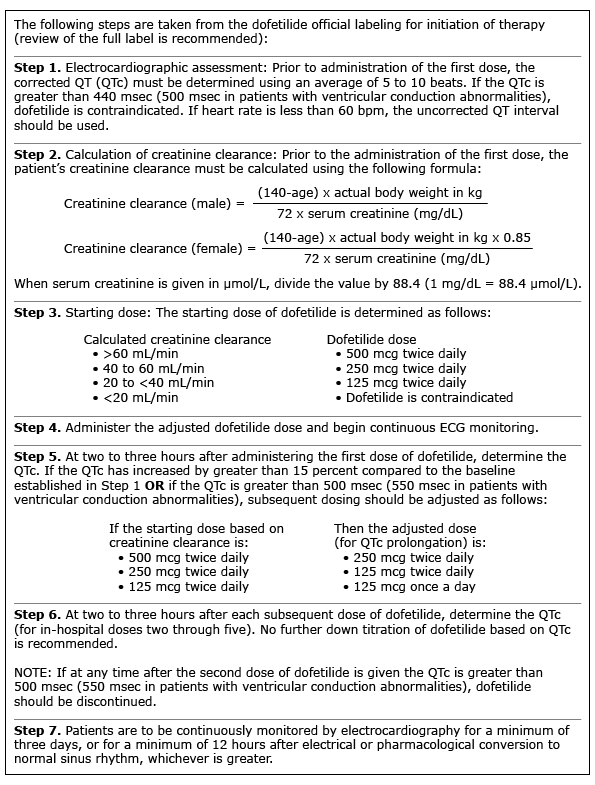 The following steps are taken from the dofetilide official labeling for initiation of therapy
(review of the full label is recommended):
Step 1. Electrocardiographic assessment: Prior to administration of the first dose, the
corrected QT (QTc) must be determined using an average of 5 to 10 beats. If the QTc is
greater than 440 msec (500 msec in patients with ventricular conduction abnormalities),
dofetilide is contraindicated. If heart rate is less than 60 bpm, the uncorrected QT interval
should be used.
Step 2. Calculation of creatinine clearance: Prior to the administration of the first dose, the
patient's creatinine clearance must be calculated using the following formula:
Creatinine clearance (male) = (140-age) x actual body weight in kg
72 x serum creatinine (mg/dL)
Creatinine clearance (female) = (140-age) x actual body weight in kg x 0.85
72 x serum creatinine (mg/dL)
When serum creatinine is given in µmol/L, divide the value by 88.4 (1 mg/dL = 88.4 µmol/L).
Step 3. Starting dose: The starting dose of dofetilide is determined as follows:
Calculated creatinine clearance Dofetilide dose
• >60 mL/min • 500 mcg twice daily
• 40 to 60 mL/min • 250 mcg twice daily
• 20 to <40 mL/min • 125 mcg twice daily
• <20 mL/min • Dofetilide is contraindicated
Step 4. Administer the adjusted dofetilide dose and begin continuous ECG monitoring.
Step 5. At two to three hours after administering the first dose of dofetilide, determine the
QTc. If the QTc has increased by greater than 15 percent compared to the baseline
established in Step 1 OR if the QTc is greater than 500 msec (550 msec in patients with
ventricular conduction abnormalities), subsequent dosing should be adjusted as follows:
If the starting dose based on Then the adjusted dose
creatinine clearance is: (for QTc prolongation) is:
• 500 mcg twice daily • 250 mcg twice daily
• 250 mcg twice daily • 125 mcg twice daily
• 125 mcg twice daily • 125 mcg once a day
Step 6. At two to three hours after each subsequent dose of dofetilide, determine the QTc
(for in-hospital doses two through five). No further down titration of dofetilide based on QTc
is recommended.
NOTE: If at any time after the second dose of dofetilide is given the QTc is greater than
500 msec (550 msec in patients with ventricular conduction abnormalities), dofetilide
should be discontinued.
Step 7. Patients are to be continuously monitored by electrocardiography for a minimum of
three days, or for a minimum of 12 hours after electrical or pharmacological conversion to
normal sinus rhythm, whichever is greater.